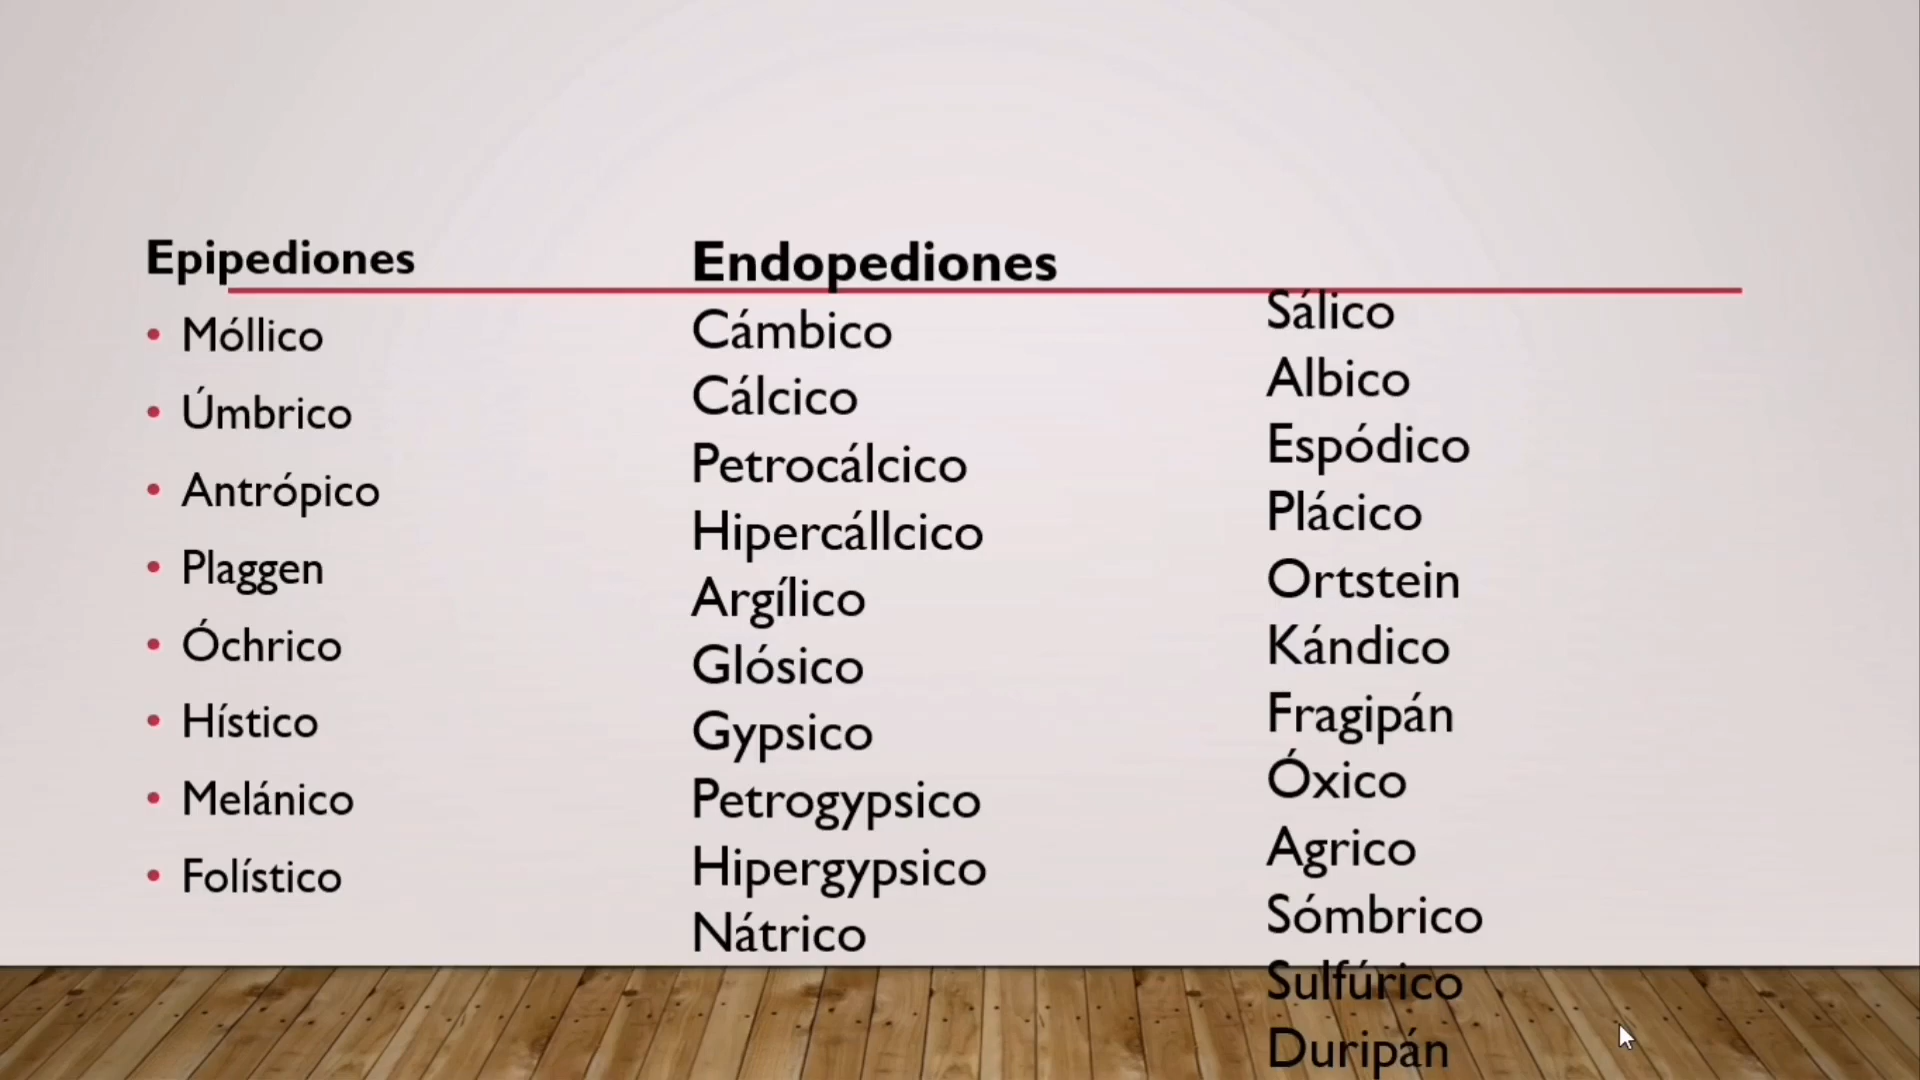 Epipediones
• Móllico
• Úmbrico
• Antrópico
• Plaggen
• Óchrico
• Hístico
• Melánico
• Folístico
Endopediones
Cámbico
Cálcico
Petrocálcico
Hipercállcico
Argílico
Glósico
Gypsico
Petrogypsico
Hipergypsico
Nátrico
Sálico
Albico
Espódico
Plácico
Ortstein
Kándico
Fragipán
Óxico
Agrico
Sómbrico
Sulfúrico
Duripán